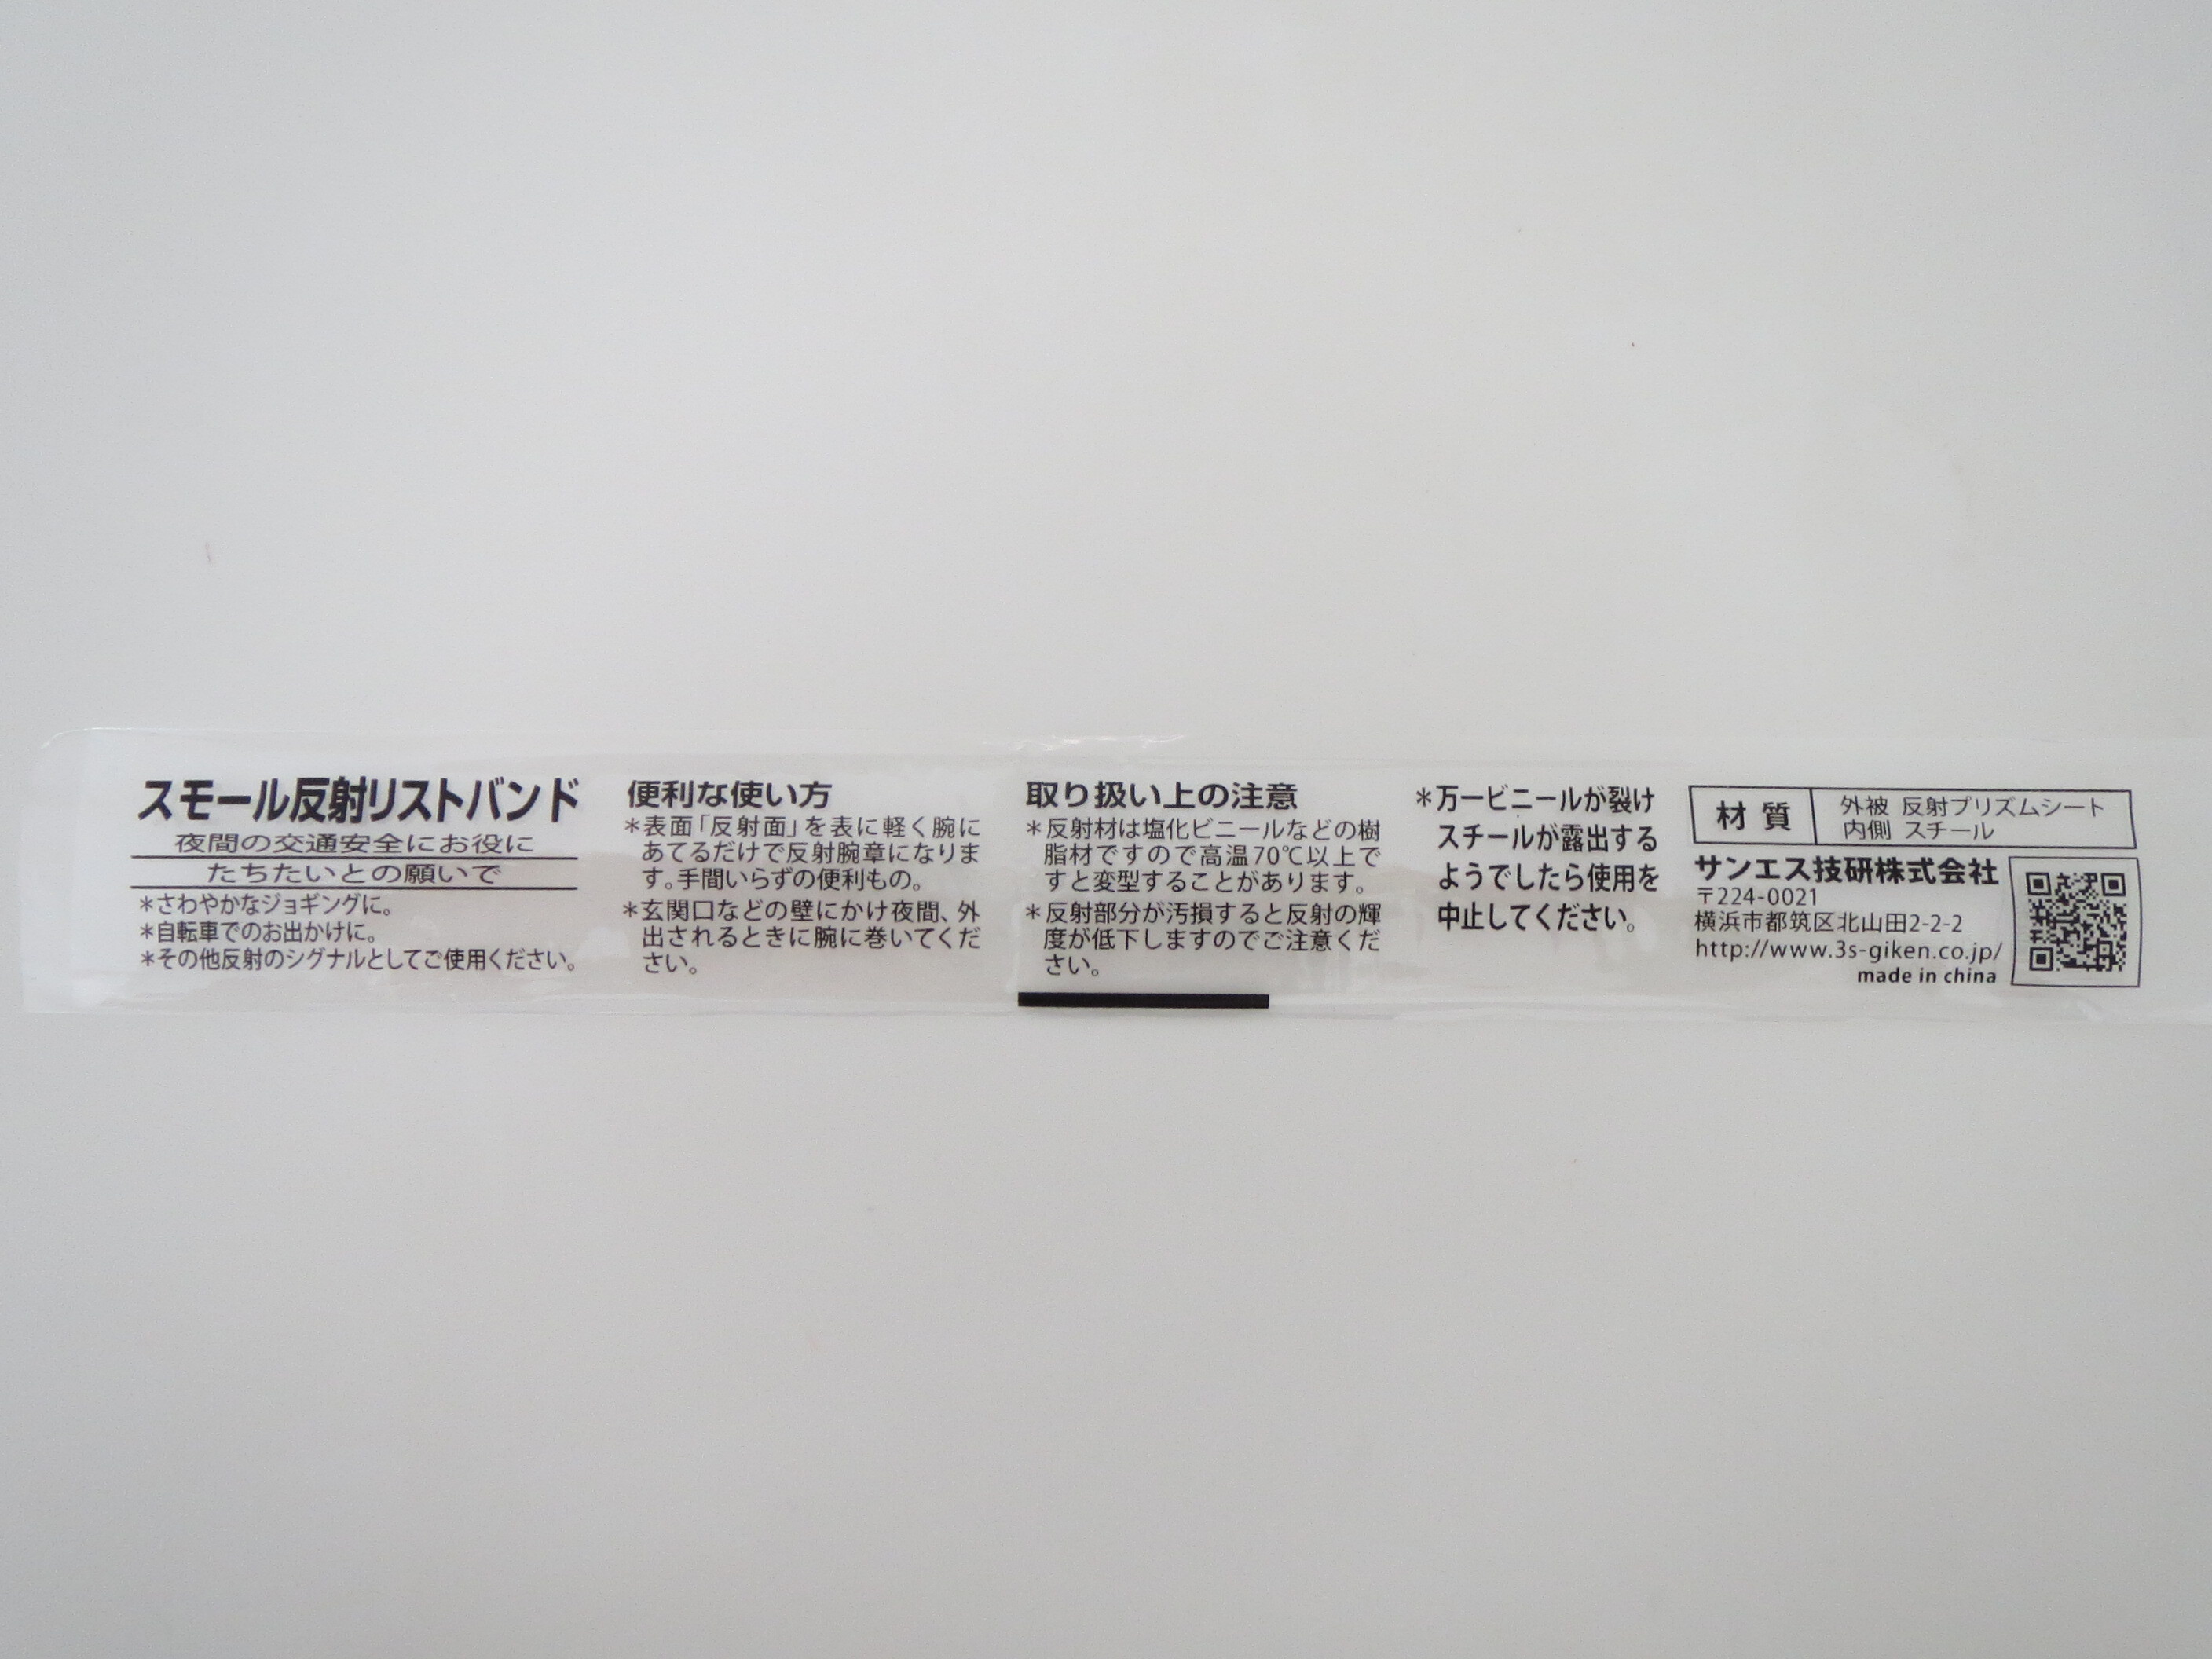 スモール反射リストバンド
夜間の交通安全にお役に
たちたいとの願いで
＊さわやかなジョギングに。
＊自転車でのお出かけに。
＊その他反射のシグナルとしてご使用ください。
便利な使い方
＊表面「反射面」を表に軽く腕に
あてるだけで反射腕章になりま
す。手間いらずの便利もの。
＊玄関口などの壁にかけ夜間、外
出されるときに腕に巻いてくだ
さい。
取り扱い上の注意
＊反射材は塩化ビニールなどの樹
脂材ですので高温70℃以上で
すと変型することがあります。
＊反射部分が汚損すると反射の輝
度が低下しますのでご注意くだ
さい。
＊万一ビニールが裂け
スチールが露出する
ようでしたら使用を
中止してください。
材 質
外被 反射プリズムシート
内側 スチール
サンエス技研株式会社
〒224-0021
横浜市都筑区北山田2-2-2
http://www.3s-giken.co.jp/
made in china